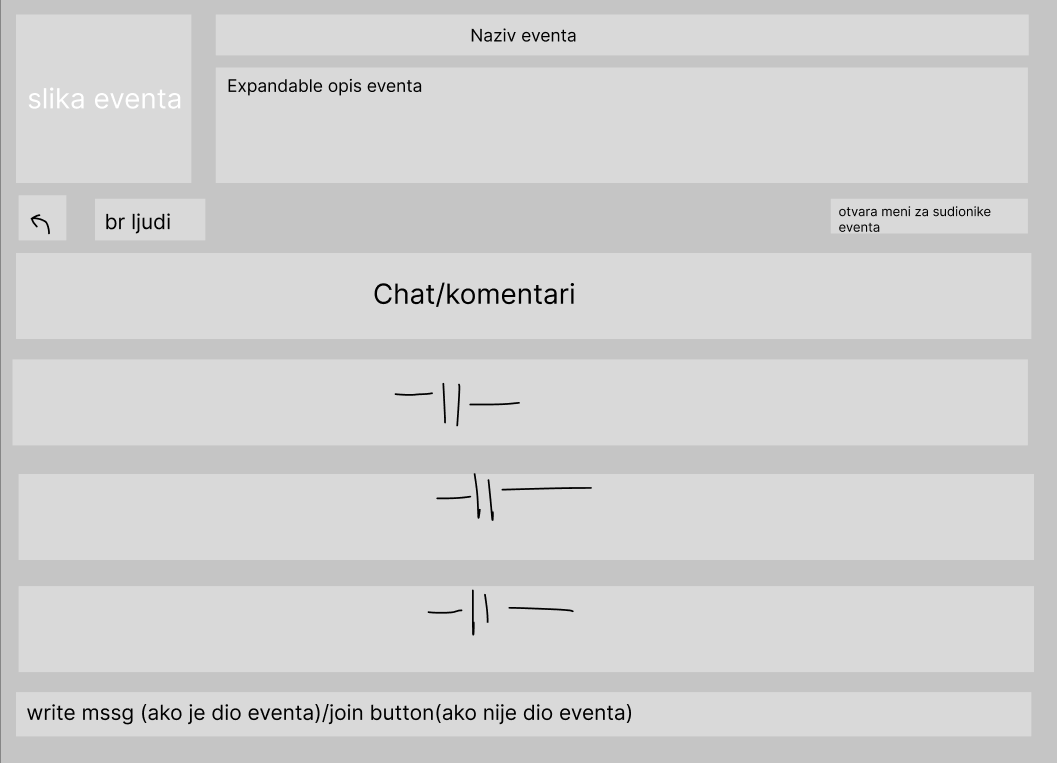 Naziv eventa
slika eventa
Expandable opis eventa
br ljudi
otvara meni za sudionike
eventa
Chat/komentari
—||—
—||—
—||—
write mssg (ako je dio eventa)/join button(ako nije dio eventa)